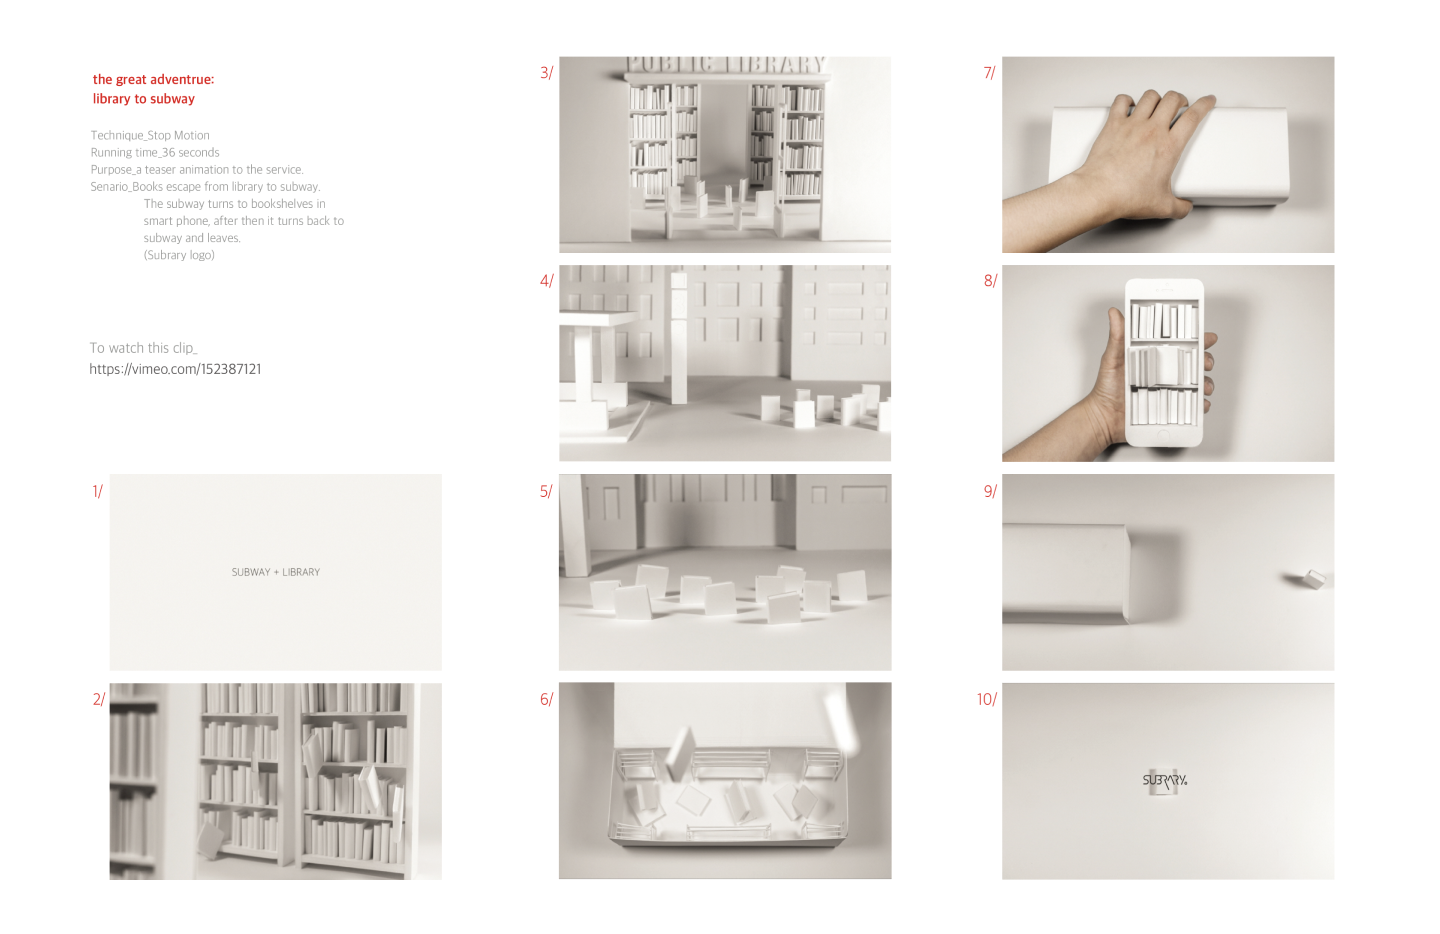 the great adventrue:
library to subway
Technique_Stop Motion
Running time_36 seconds
Purpose_a teaser animation to the service.
Senario_Books escape from library to subway.
The subway turns to bookshelves in
smart phone, after then it turns back to
subway and leaves.
(Subrary logo)
To watch this clip_
https://vimeo.com/152387121
1/
SUBWAY + LIBRARY
2/
3/
PUBLIC LIBRARY
4/
5/
6/
7/
8/
9/
10/
SUBRARY